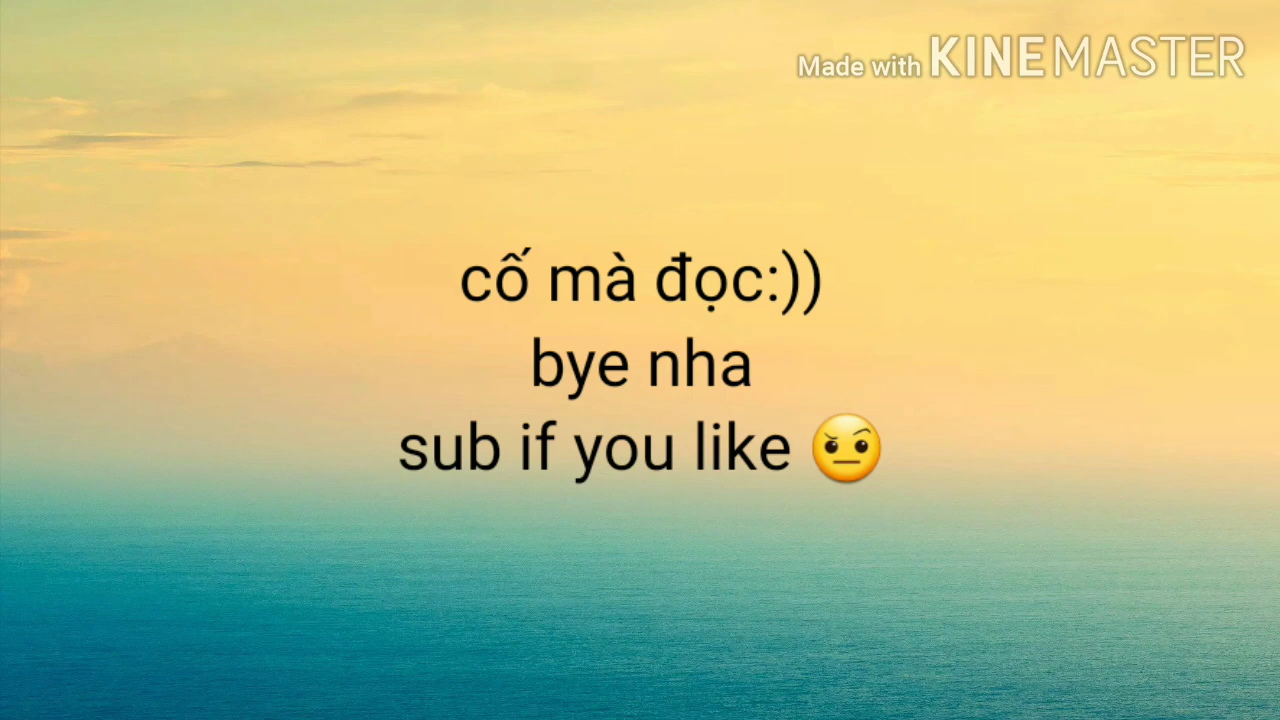 Made with KINEMASTER
cố mà đọc:))
bye nha
sub if you like 🤨